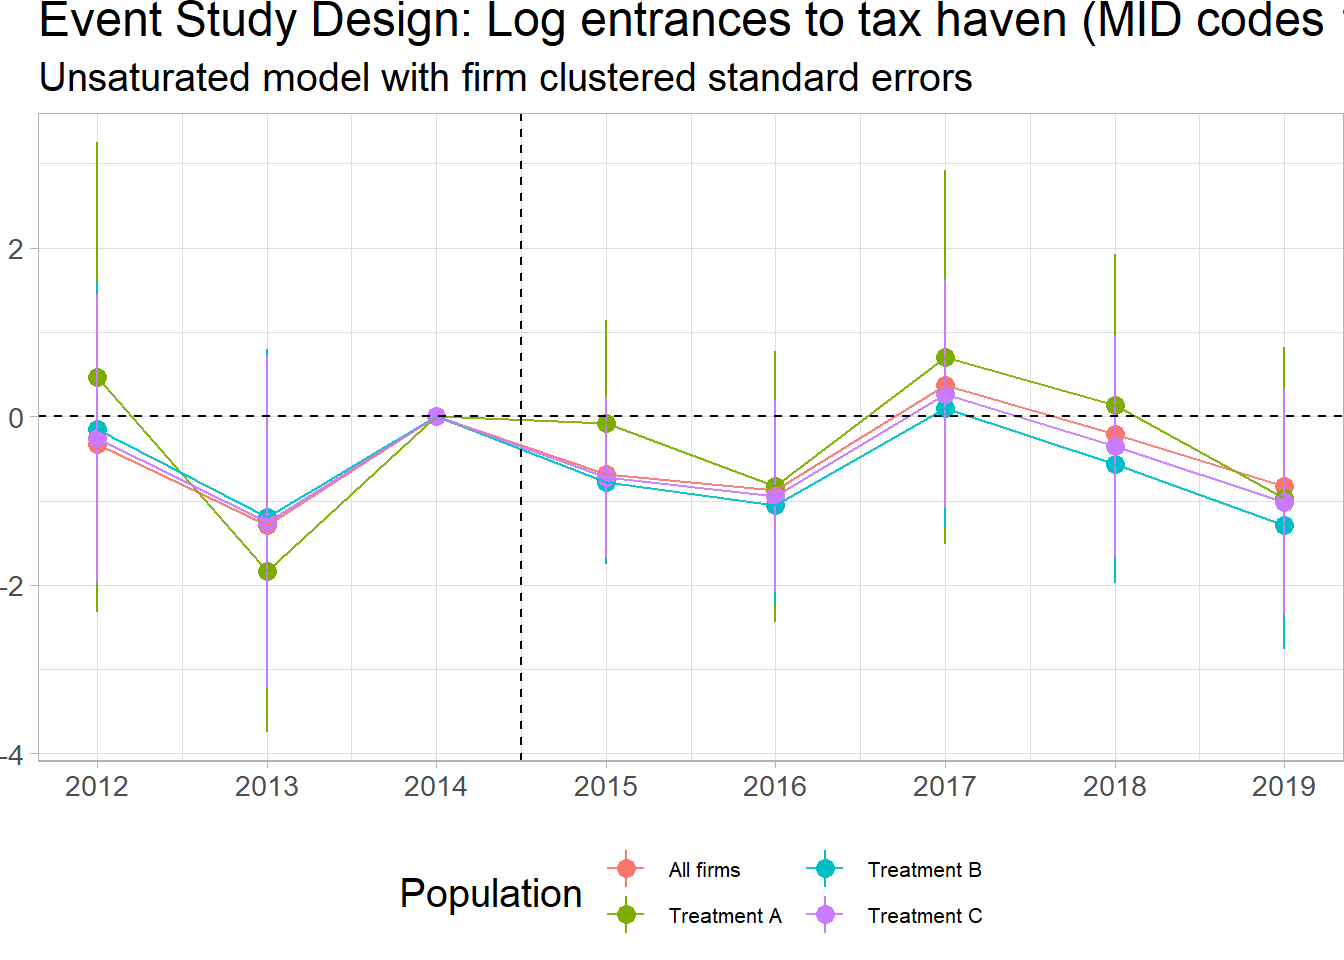 Event Study Design: Log entrances to tax haven (MID codes
Unsaturated model with firm clustered standard errors
2
0
-2
-4
2012 2013 2014 2015 2016 2017 2018 2019
Population
All firms
Treatment B
Treatment A
Treatment C